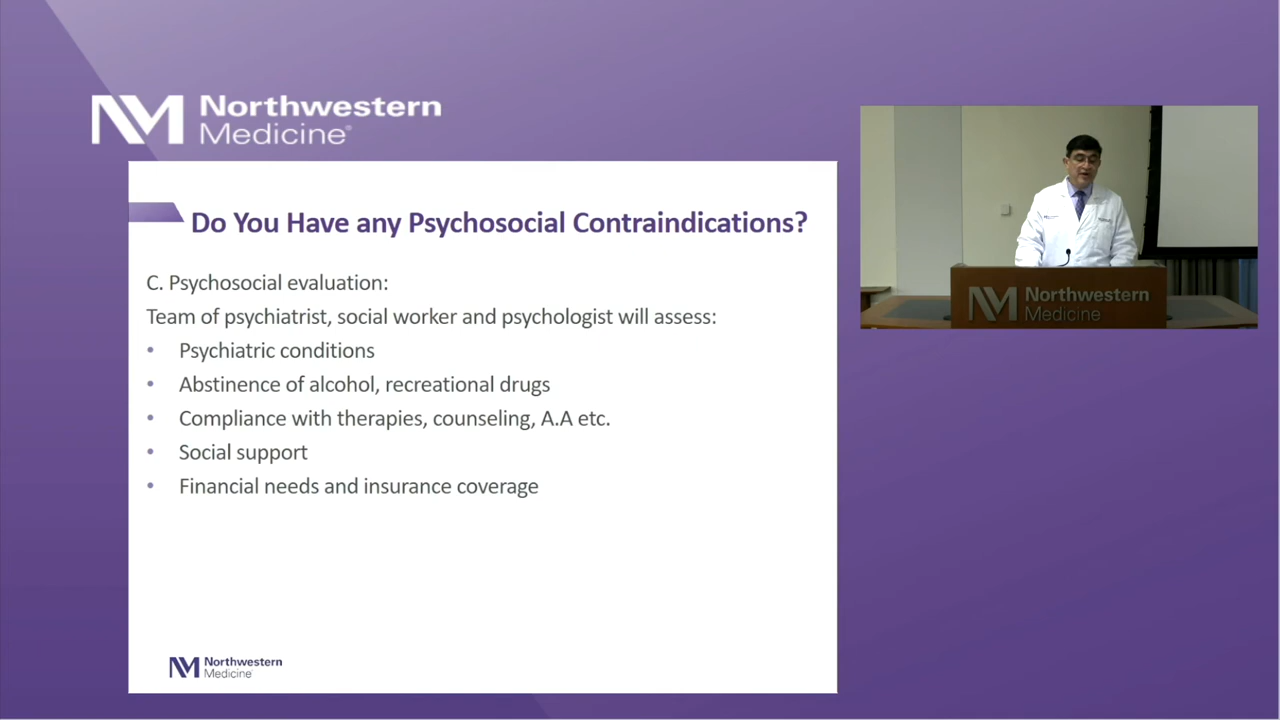 Northwestern
Medicine®
Do You Have any Psychosocial Contraindications?
C. Psychosocial evaluation:
Team of psychiatrist, social worker and psychologist will assess:
• Psychiatric conditions
• Abstinence of alcohol, recreational drugs
• Compliance with therapies, counseling, A.A etc.
• Social support
• Financial needs and insurance coverage
Northwestern
Medicine
Northwestern
Medicine